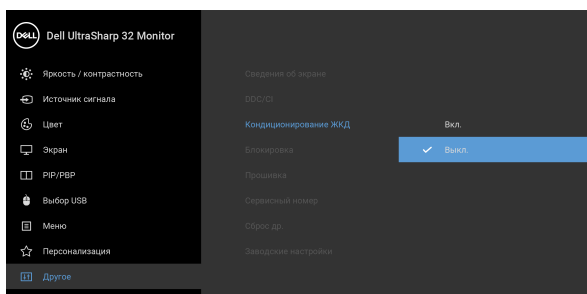 DELL
Dell UltraSharp 32 Monitor
Яркость / контрастность
Сведения об экране
Источник сигнала
DDC/CI
Цвет
Кондиционирование ЖКД
Вкл.
Экран
Блокировка
Выкл.
PIP/PBP
Прошивка
Выбор USB
Сервисный номер
Меню
Сброс др.
Персонализация
Заводские настройки
Другое